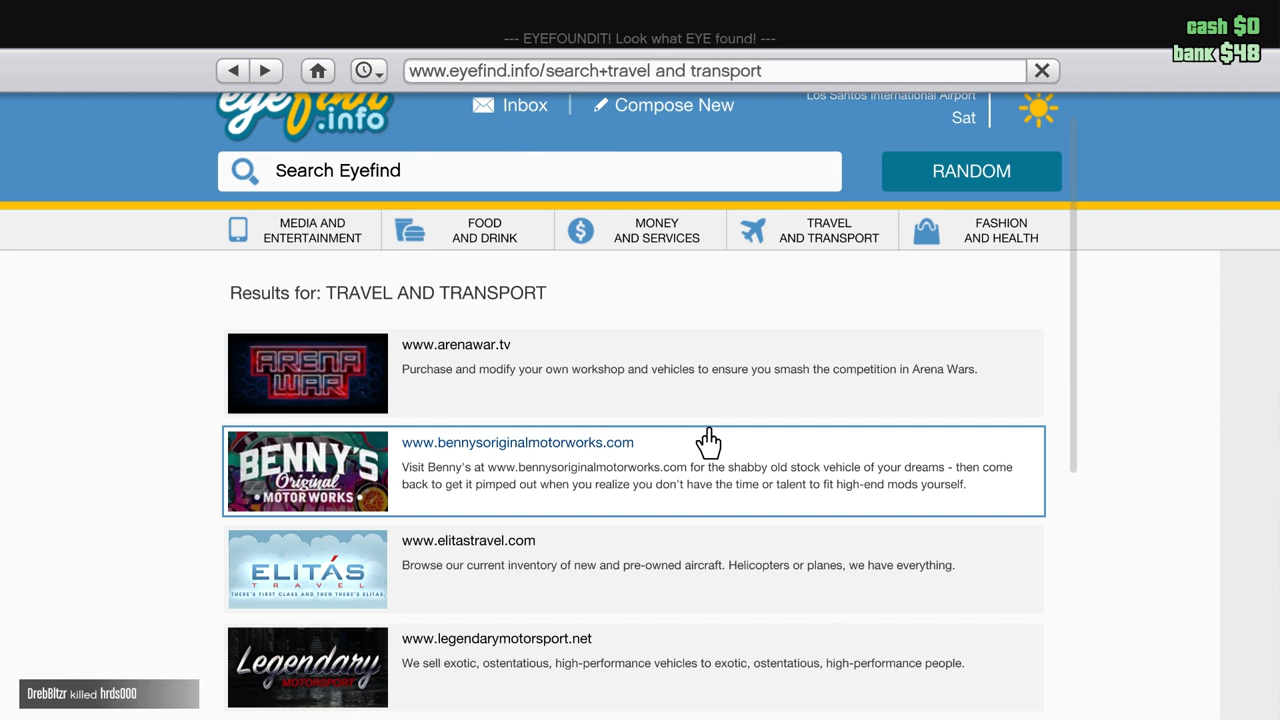 cash $0
--- EYEFOUNDIT! Look what EYE found! ---
bank $48
www.eyefind.info/search+travel and transport
eyefind
.info
Inbox
Compose New
Los Santos International Airport
Sat
Search Eyefind
RANDOM
MEDIA AND
ENTERTAINMENT
FOOD
AND DRINK
MONEY
AND SERVICES
TRAVEL
AND TRANSPORT
FASHION
AND HEALTH
Results for: TRAVEL AND TRANSPORT
ARENA
WAR
www.arenawar.tv
Purchase and modify your own workshop and vehicles to ensure you smash the competition in Arena Wars.
BENNY'S
Original
MOTOR WORKS
www.bennysoriginalmotorworks.com
Visit Benny's at www.bennysoriginalmotorworks.com for the shabby old stock vehicle of your dreams - then come
back to get it pimped out when you realize you don't have the time or talent to fit high-end mods yourself.
ELITÁS
TRAVEL
THERE'S FIRST CLASS AND THEN THERE'S ELITAS.
www.elitastravel.com
Browse our current inventory of new and pre-owned aircraft. Helicopters or planes, we have everything.
Legendary
MOTORSPORT
www.legendarymotorsport.net
We sell exotic, ostentatious, high-performance vehicles to exotic, ostentatious, high-performance people.
DrebBltzr killed hrds000